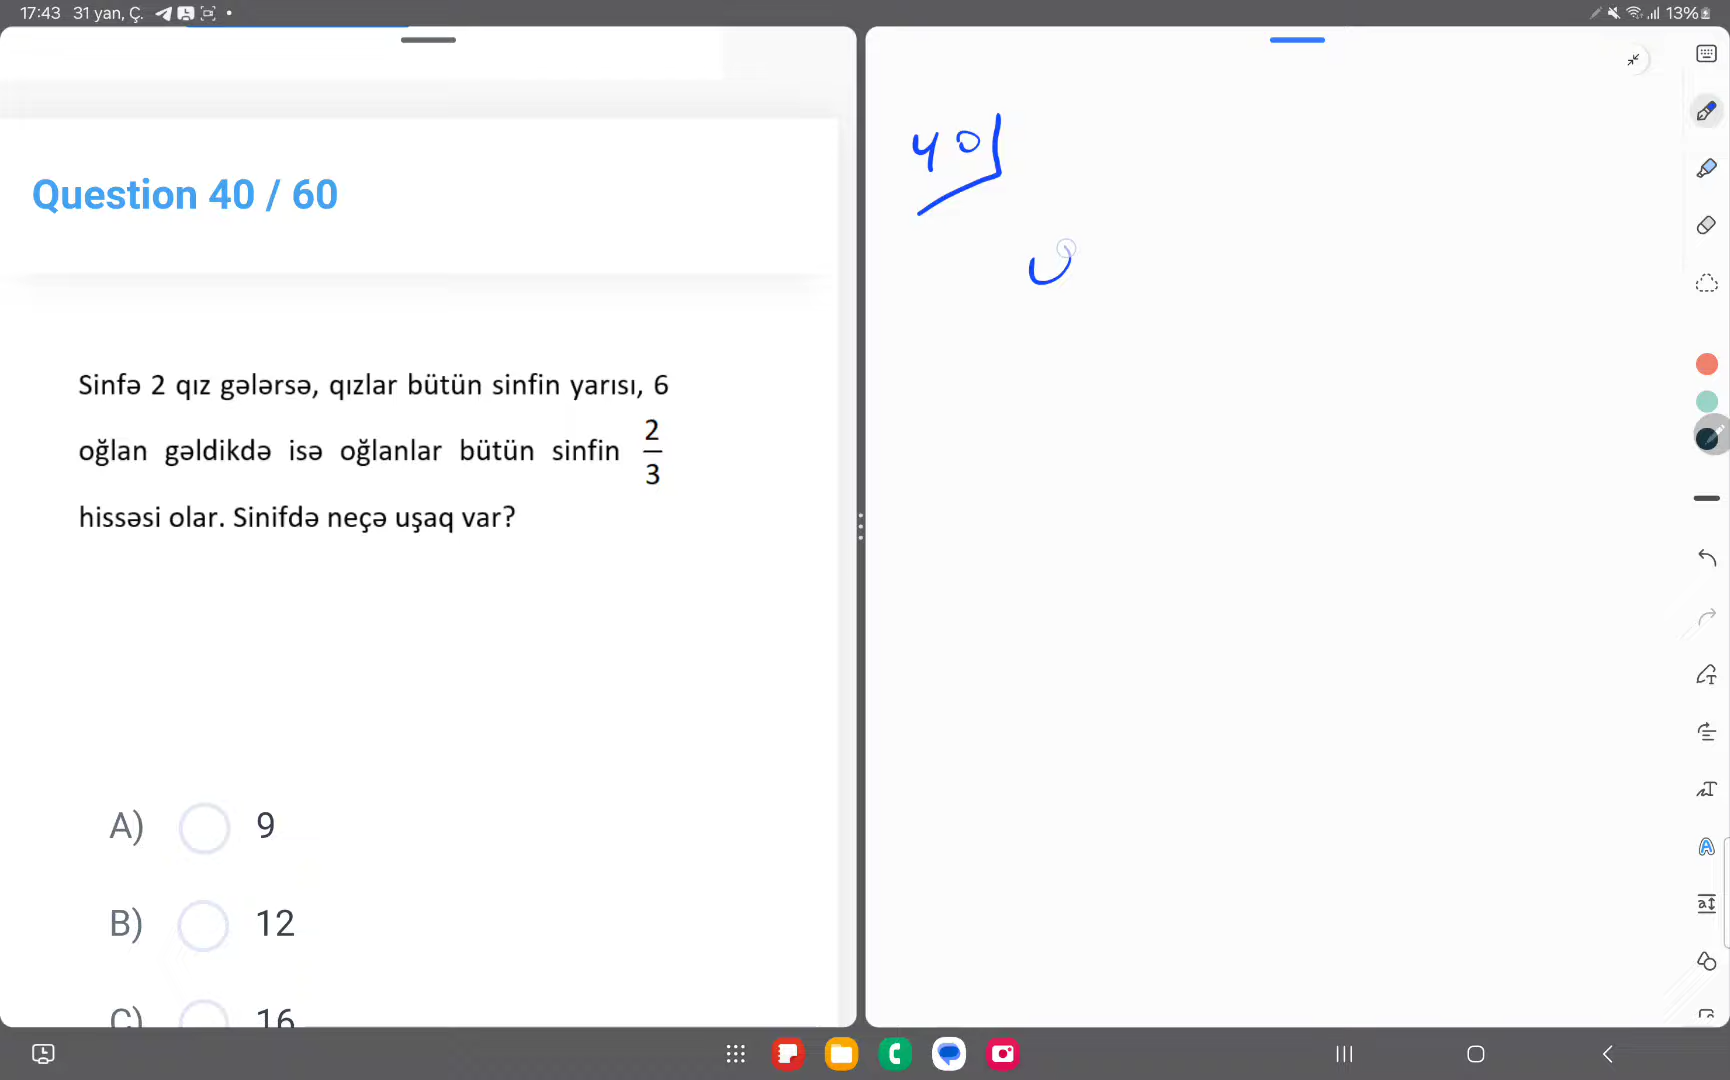 17:43 31 yan, Ç.
13%
Question 40 / 60
40
Sinfə 2 qız gələrsə, qızlar bütün sinfin yarısı, 6
oğlan gəldikdə isə oğlanlar bütün sinfin 2/3
hissəsi olar. Sinifdə neçə uşaq var?
A) 9
B) 12
C) 16